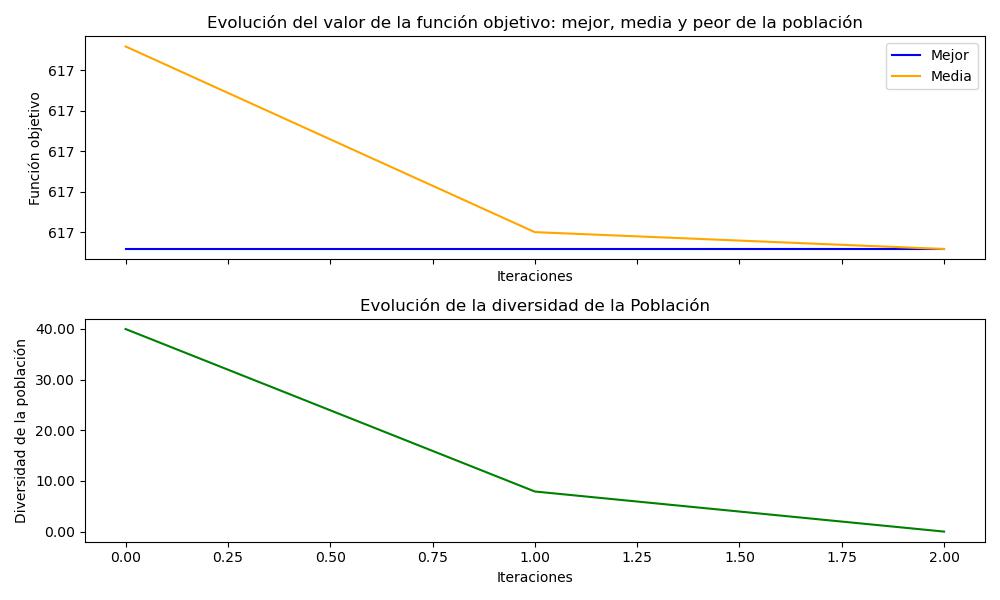 Evolución del valor de la función objetivo: mejor, media y peor de la población
Función objetivo
617
617
617
617
617
Mejor
Media
Iteraciones
Evolución de la diversidad de la Población
Diversidad de la población
40.00
30.00
20.00
10.00
0.00
0.00 0.25 0.50 0.75 1.00 1.25 1.50 1.75 2.00
Iteraciones